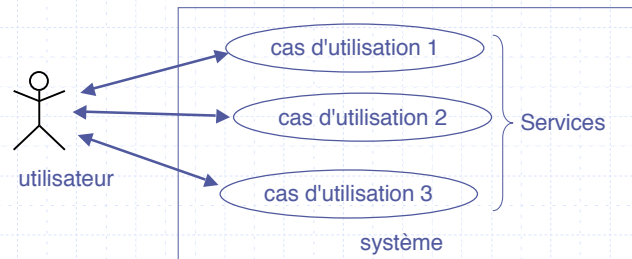 cas d'utilisation 1
cas d'utilisation 2
Services
utilisateur
cas d'utilisation 3
système